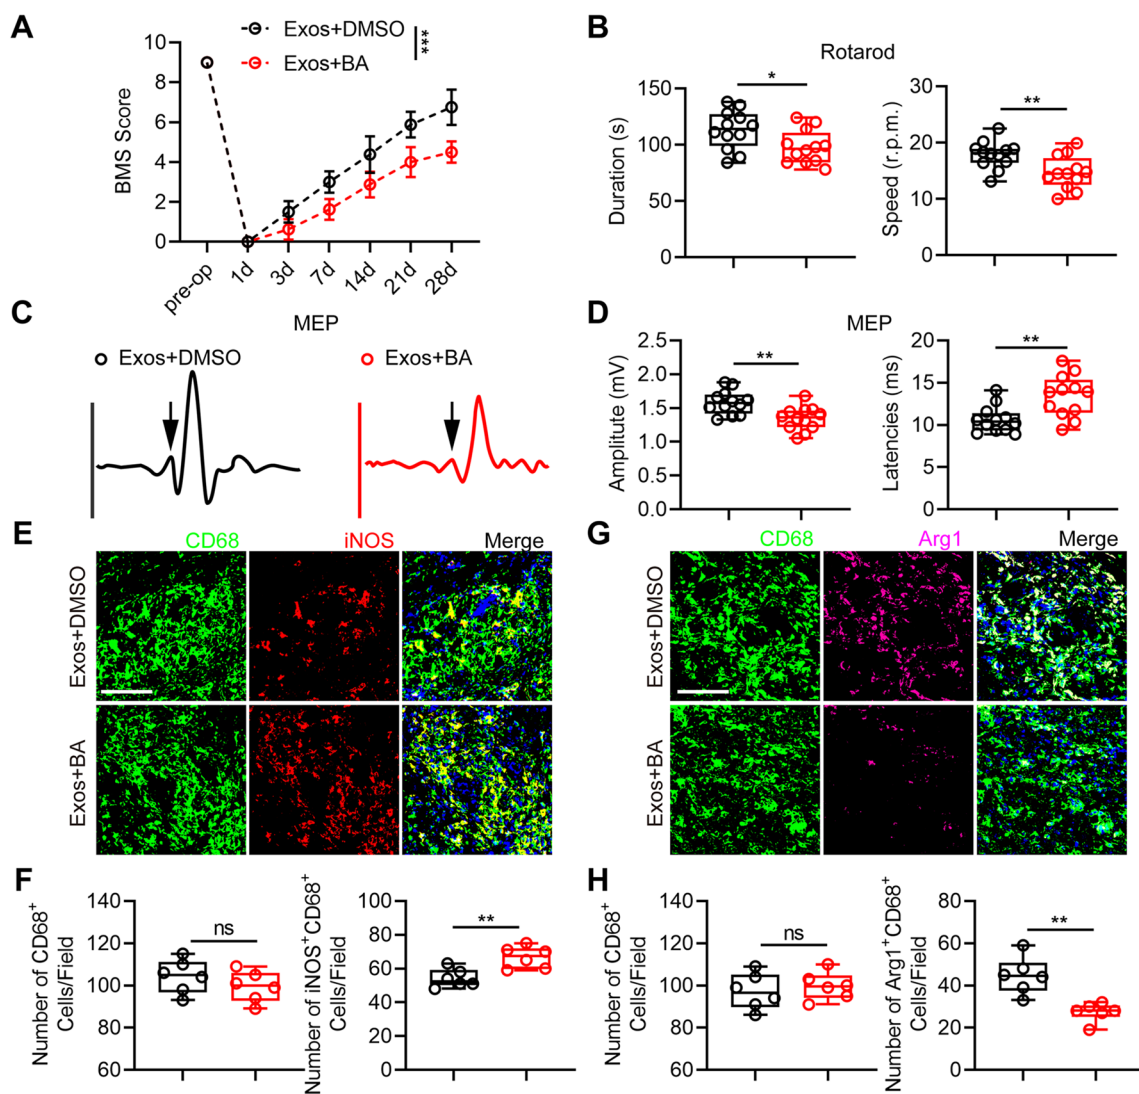 A
Exos+DMSO
Exos+BA
***
BMS Score
10
8
6
4
2
0
pre-op
1d
3d
7d
14d
21d
28d
B
Rotarod
Duration (s)
150
100
50
0
*
Speed (r.p.m.)
30
20
10
0
**
C
MEP
Exos+DMSO
Exos+BA
D
MEP
Amplitute (mV)
2.5
2.0
1.5
1.0
0.5
0.0
**
Latencies (ms)
20
15
10
5
0
**
E
CD68
iNOS
Merge
Exos+DMSO
Exos+BA
G
CD68
Arg1
Merge
Exos+DMSO
Exos+BA
F
Number of CD68+
Cells/Field
140
120
100
80
60
ns
Number of iNOS+CD68+
Cells/Field
100
80
60
40
20
0
**
H
Number of CD68+
Cells/Field
140
120
100
80
60
ns
Number of Arg1+CD68+
Cells/Field
80
60
40
20
0
**